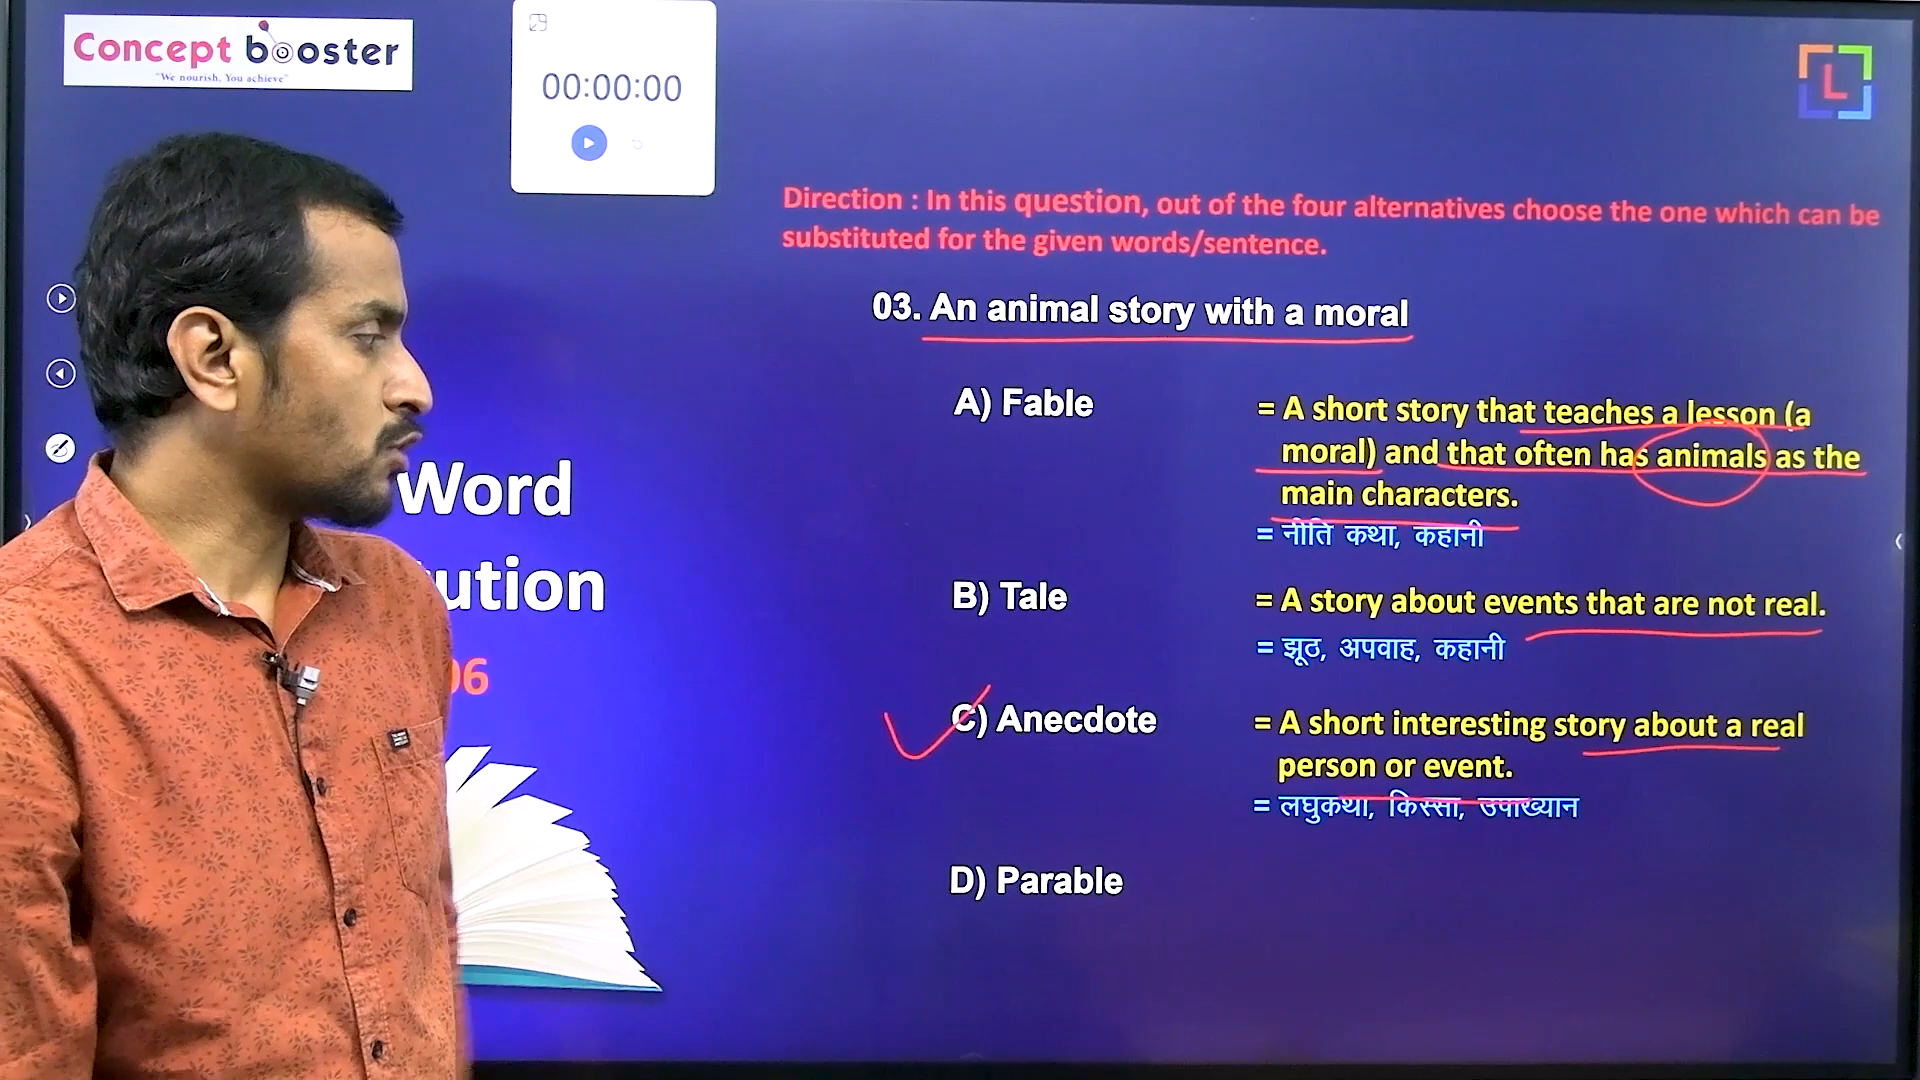 Concept booster
"We nourish, You achieve"
00:00:00
L
Direction : In this question, out of the four alternatives choose the one which can be
substituted for the given words/sentence.
03. An animal story with a moral
A) Fable
= A short story that teaches a lesson (a
moral) and that often has animals as the
main characters.
= नीति कथा, कहानी
B) Tale
= A story about events that are not real.
= झूठ, अपवाह, कहानी
C) Anecdote
= A short interesting story about a real
person or event.
= लघुकथा, किस्सा, उपाख्यान
D) Parable
Word
ution
06